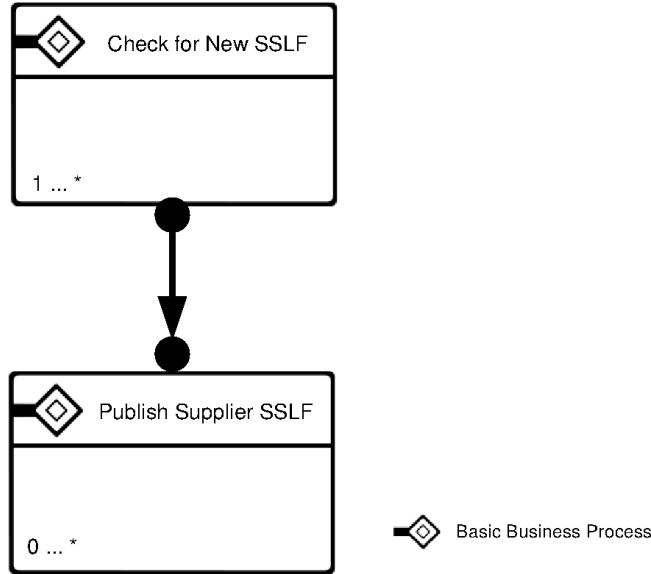 Check for New SSLF
1 ... *
Publish Supplier SSLF
0 ... *
Basic Business Process